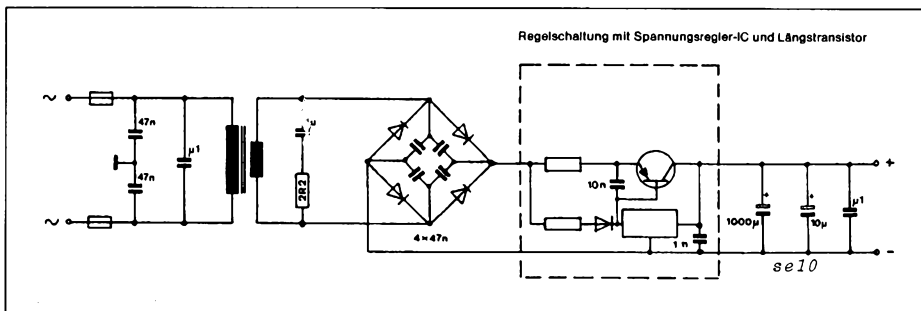 Regelschaltung mit Spannungsregler-IC und Längstransistor
~
47n
47n
~
µ1
2R2
4×47n
10n
1n
1000µ
+
10µ
+
µ1
+
-
se10